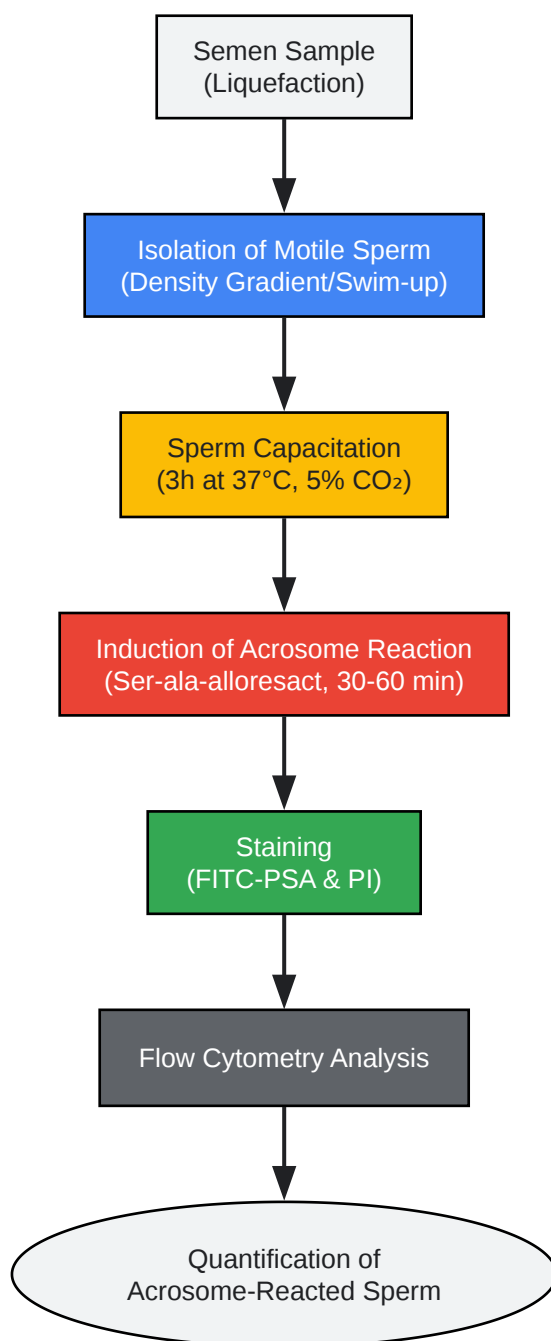 Semen Sample
(Liquefaction)
Isolation of Motile Sperm
(Density Gradient/Swim-up)
Sperm Capacitation
(3h at 37°C, 5% CO₂)
Induction of Acrosome Reaction
(Ser-ala-alloresact, 30-60 min)
Staining
(FITC-PSA & PI)
Flow Cytometry Analysis
Quantification of
Acrosome-Reacted Sperm